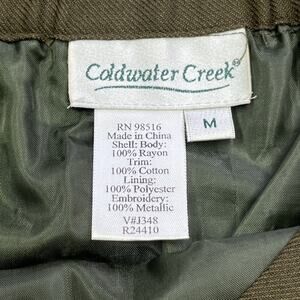 Coldwater Creek®
M
RN 98516
Made in China
Shell: Body:
100% Rayon
Trim:
100% Cotton
Lining:
100% Polyester
Embroidery:
100% Metallic
V#J348
R24410